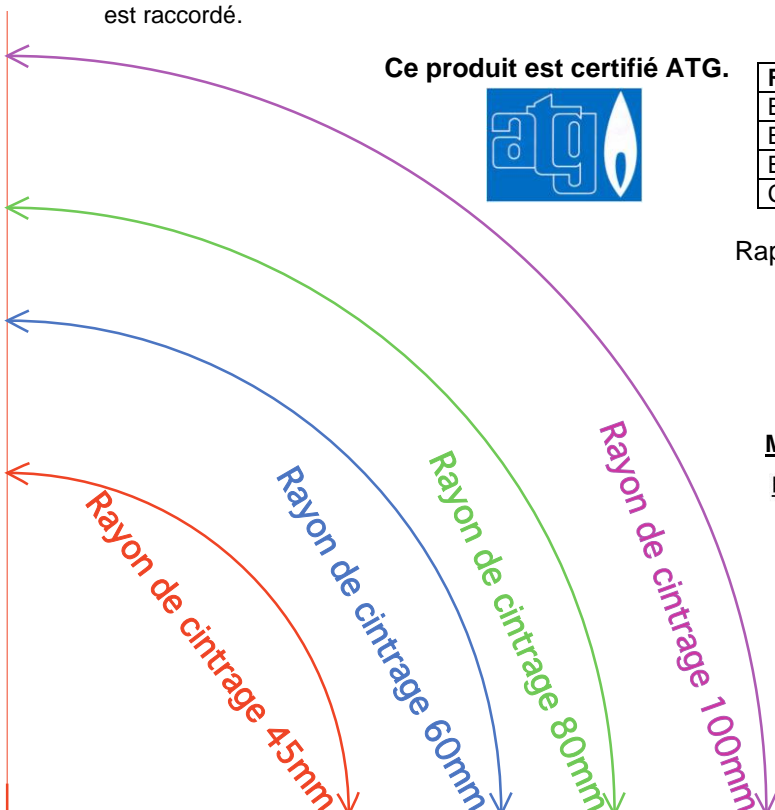 est raccordé.
Ce produit est certifié ATG.
atg
Rayon de cintrage 45mm
Rayon de cintrage 60mm
Rayon de cintrage 80mm
Rayon de cintrage 100mm